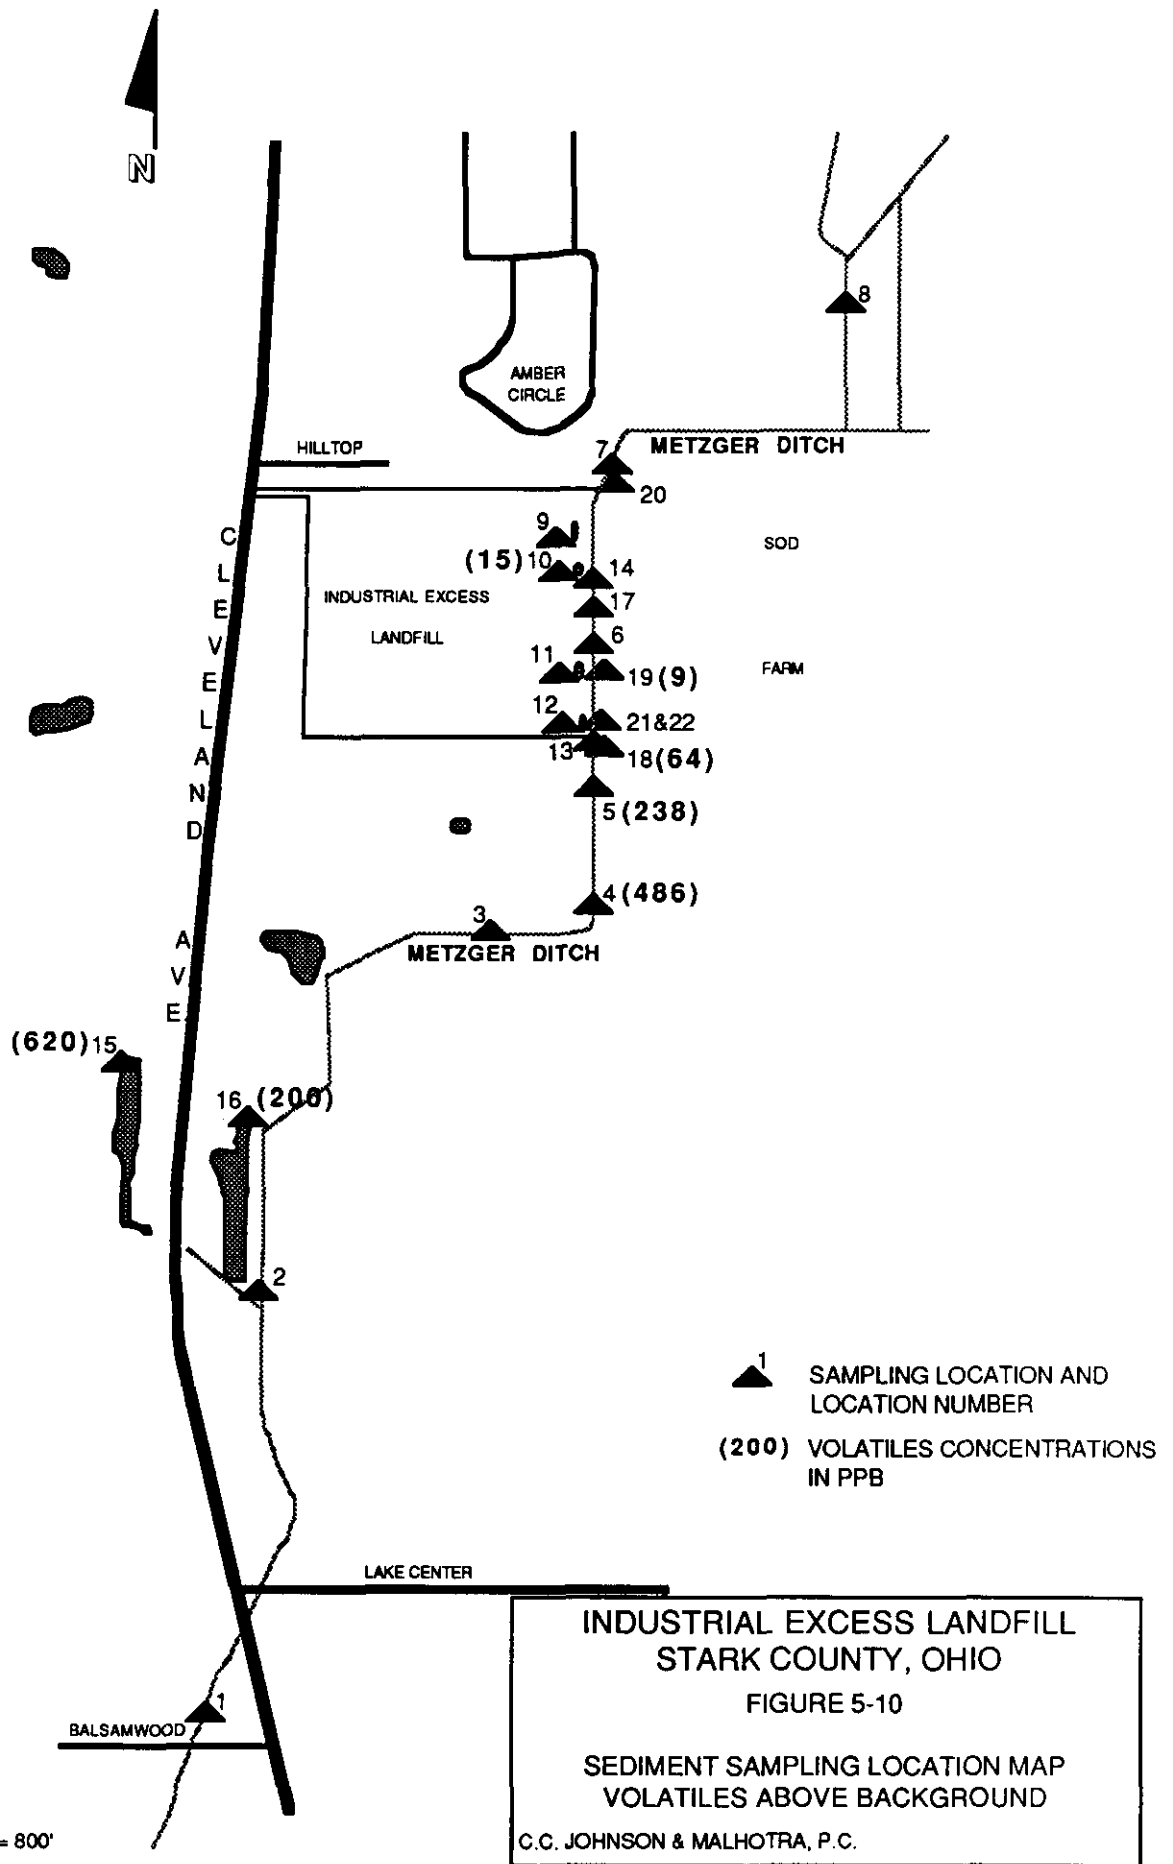 N
8
AMBER
CIRCLE
HILLTOP
7
METZGER DITCH
20
9
SOD
(15) 10
14
INDUSTRIAL EXCESS
17
LANDFILL
6
11
19 (9)
FARM
12
21&22
13
18 (64)
5 (238)
CLEVELAND AVE
4 (486)
3
METZGER DITCH
(620) 15
16 (200)
2
1
SAMPLING LOCATION AND
LOCATION NUMBER
(200) VOLATILES CONCENTRATIONS
IN PPB
LAKE CENTER
1
BALSAMWOOD
INDUSTRIAL EXCESS LANDFILL
STARK COUNTY, OHIO
FIGURE 5-10
SEDIMENT SAMPLING LOCATION MAP
VOLATILES ABOVE BACKGROUND
C.C. JOHNSON & MALHOTRA, P.C.
= 800'